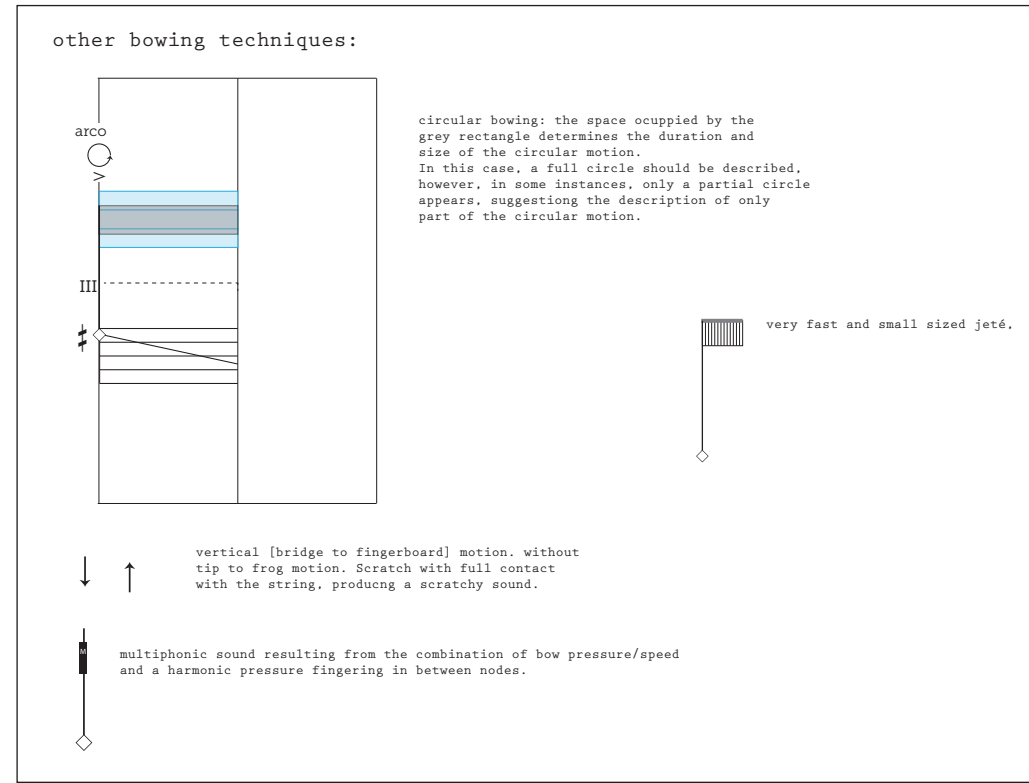 other bowing techniques:
arco
circular bowing: the space ocuppied by the
grey rectangle determines the duration and
size of the circular motion.
In this case, a full circle should be described,
however, in some instances, only a partial circle
appears, suggestiong the description of only
part of the circular motion.
III
very fast and small sized jeté,
vertical [bridge to fingerboard] motion. without
tip to frog motion. Scratch with full contact
with the string, producng a scratchy sound.
M
multiphonic sound resulting from the combination of bow pressure/speed
and a harmonic pressure fingering in between nodes.